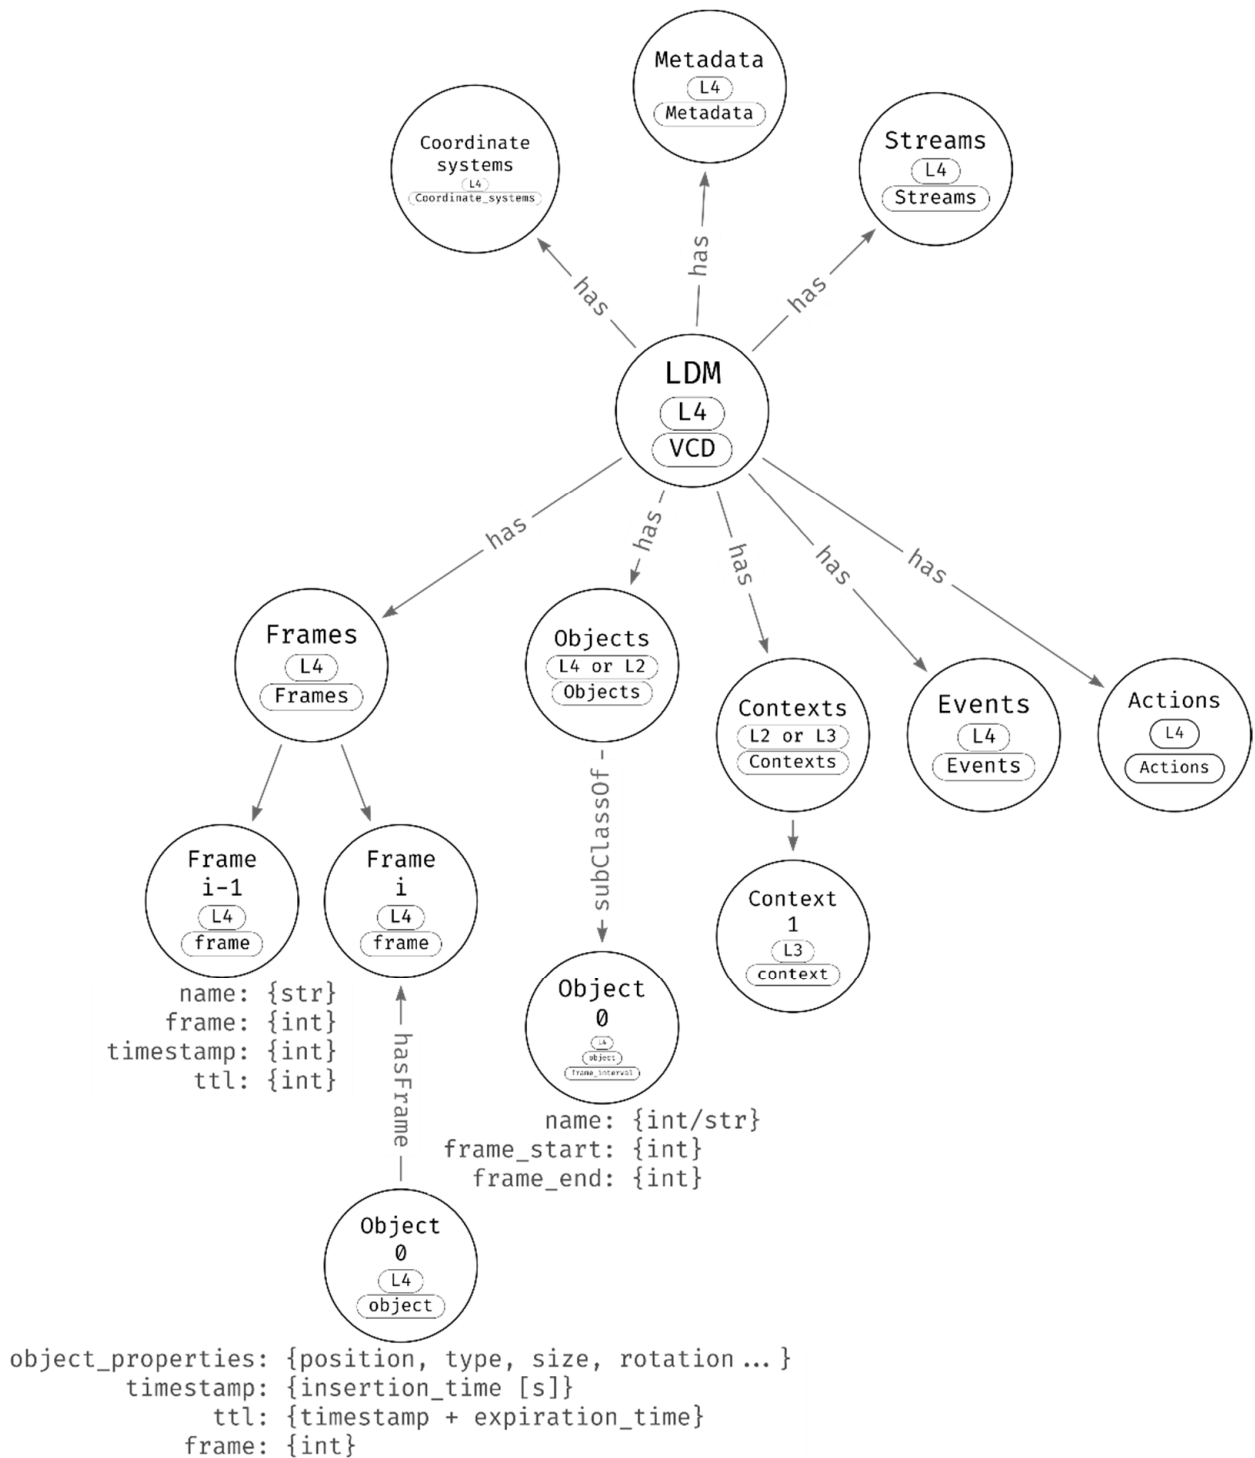 Metadata
L4
Metadata
Coordinate
systems
L4
Coordinate_systems
Streams
L4
Streams
has
has
has
LDM
L4
VCD
has
has
has
has
has
Frames
L4
Frames
Objects
L4 or L2
Objects
Contexts
L2 or L3
Contexts
Events
L4
Events
Actions
L4
Actions
subClassOf
Frame
i-1
L4
frame
Frame
i
L4
frame
Context
1
L3
context
name: {str}
frame: {int}
timestamp: {int}
ttl: {int}
hasFrame
Object
0
L4
object
frame_interval
name: {int/str}
frame_start: {int}
frame_end: {int}
Object
0
L4
object
object_properties: {position, type, size, rotation...}
timestamp: {insertion_time [s]}
ttl: {timestamp + expiration_time}
frame: {int}